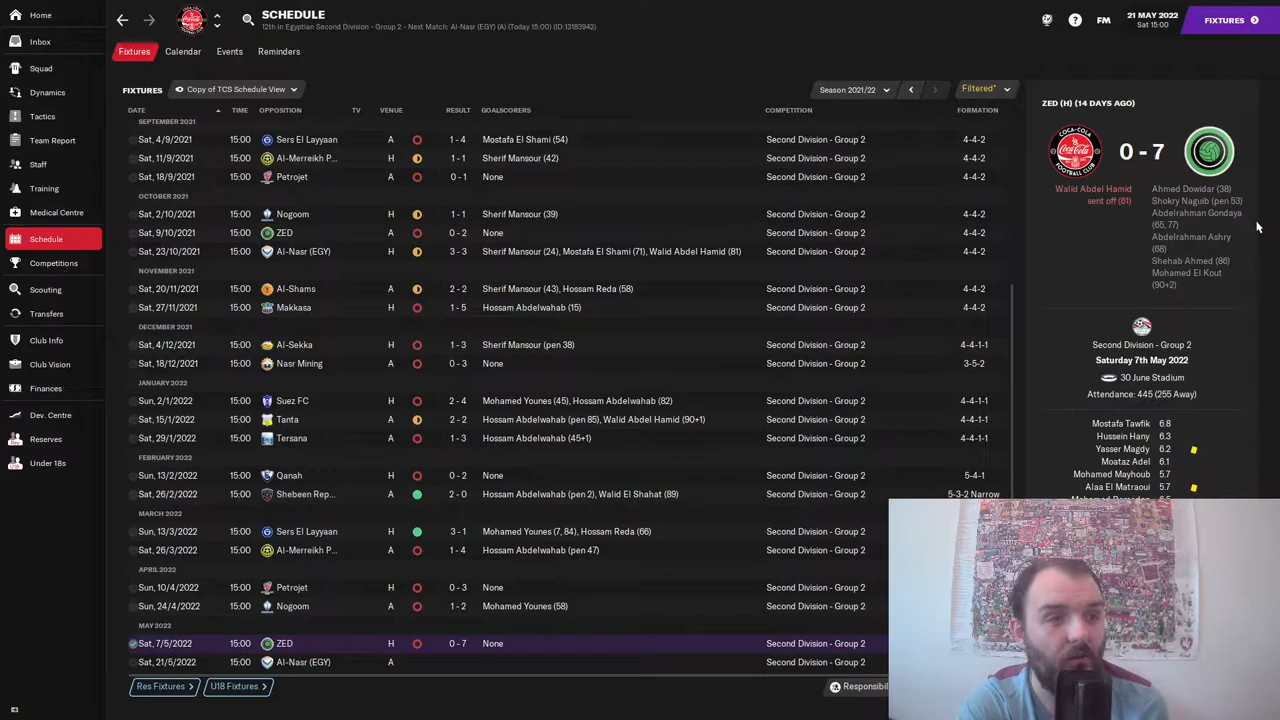 Home
Inbox
Squad
Dynamics
Tactics
Team Report
Staff
Training
Medical Centre
Schedule
Competitions
Scouting
Transfers
Club Info
Club Vision
Finances
Dev. Centre
Reserves
Under 18s
SCHEDULE
12th in Egyptian Second Division - Group 2 - Next Match: Al-Nasr (EGY) (A) (Today 15:00) (ID:13183942)
FM
21 MAY 2022
Sat 15:00
FIXTURES
Fixtures Calendar Events Reminders
FIXTURES Copy of TCS Schedule View Season 2021/22 Filtered*
DATE TIME OPPOSITION TV VENUE RESULT GOALSCORERS COMPETITION FORMATION
SEPTEMBER 2021
Sat, 4/9/2021 15:00 Sers El Layyaan A 1 - 4 Mostafa El Shami (54) Second Division - Group 2 4-4-2
Sat, 11/9/2021 15:00 Al-Merreikh P... H 1 - 1 Sherif Mansour (42) Second Division - Group 2 4-4-2
Sat, 18/9/2021 15:00 Petrojet A 0 - 1 None Second Division - Group 2 4-4-2
OCTOBER 2021
Sat, 2/10/2021 15:00 Nogoom H 1 - 1 Sherif Mansour (39) Second Division - Group 2 4-4-2
Sat, 9/10/2021 15:00 ZED A 0 - 2 None Second Division - Group 2 4-4-2
Sat, 23/10/2021 15:00 Al-Nasr (EGY) H 3 - 3 Sherif Mansour (24), Mostafa El Shami (71), Walid Abdel Hamid (81) Second Division - Group 2 4-4-2
NOVEMBER 2021
Sat, 20/11/2021 15:00 Al-Shams A 2 - 2 Sherif Mansour (43), Hossam Reda (58) Second Division - Group 2 4-4-2
Sat, 27/11/2021 15:00 Makkasa H 1 - 5 Hossam Abdelwahab (15) Second Division - Group 2 4-4-2
DECEMBER 2021
Sat, 4/12/2021 15:00 Al-Sekka H 1 - 3 Sherif Mansour (pen 38) Second Division - Group 2 4-4-1-1
Sat, 18/12/2021 15:00 Nasr Mining A 0 - 3 None Second Division - Group 2 3-5-2
JANUARY 2022
Sun, 2/1/2022 15:00 Suez FC H 2 - 4 Mohamed Younes (45), Hossam Abdelwahab (82) Second Division - Group 2 4-4-1-1
Sat, 15/1/2022 15:00 Tanta A 2 - 2 Hossam Abdelwahab (pen 85), Walid Abdel Hamid (90+1) Second Division - Group 2 4-4-1-1
Sat, 29/1/2022 15:00 Tersana A 1 - 3 Hossam Abdelwahab (45+1) Second Division - Group 2 4-4-1-1
FEBRUARY 2022
Sun, 13/2/2022 15:00 Qanah H 0 - 2 None Second Division - Group 2 5-4-1
Sat, 26/2/2022 15:00 Shebeen Rep... A 2 - 0 Hossam Abdelwahab (pen 2), Walid El Shahat (89) Second Division - Group 2 5-3-2 Narrow
MARCH 2022
Sun, 13/3/2022 15:00 Sers El Layyaan H 3 - 1 Mohamed Younes (7, 84), Hossam Reda (66) Second Division - Group 2
Sat, 26/3/2022 15:00 Al-Merreikh P... A 1 - 4 Hossam Abdelwahab (pen 47) Second Division - Group 2
APRIL 2022
Sun, 10/4/2022 15:00 Petrojet H 0 - 3 None Second Division - Group 2
Sun, 24/4/2022 15:00 Nogoom A 1 - 2 Mohamed Younes (58) Second Division - Group 2
MAY 2022
Sat, 7/5/2022 15:00 ZED H 0 - 7 None Second Division - Group 2
Sat, 21/5/2022 15:00 Al-Nasr (EGY) A Second Division - Group 2
Res Fixtures U18 Fixtures Responsibil
ZED (H) (14 DAYS AGO)
COCA-COLA
Coca-Cola
FOOTBALL CLUB
0 - 7
Walid Abdel Hamid
sent off (61)
Ahmed Dowidar (38)
Shokry Naguib (pen 53)
Abdelrahman Gondaya
(65, 77)
Abdelrahman Ashry
(68)
Shehab Ahmed (86)
Mohamed El Kout
(90+2)
Second Division - Group 2
Saturday 7th May 2022
30 June Stadium
Attendance: 445 (255 Away)
Mostafa Tawfik 6.8
Hussein Hany 6.3
Yasser Magdy 6.2
Moataz Adel 6.1
Mohamed Mayhoub 5.7
Alaa El Matraoui 5.7